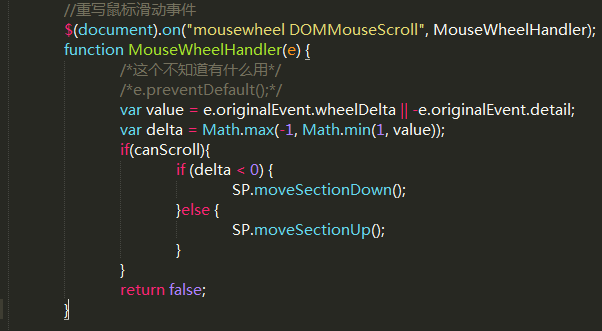 //重写鼠标滑动事件
$(document).on("mousewheel DOMMouseScroll", MouseWheelHandler);
function MouseWheelHandler(e) {
/*这个不知道有什么用*/
/*e.preventDefault();*/
var value = e.originalEvent.wheelDelta || -e.originalEvent.detail;
var delta = Math.max(-1, Math.min(1, value));
if(canScroll){
if (delta < 0) {
SP.moveSectionDown();
}else {
SP.moveSectionUp();
}
}
return false;
}